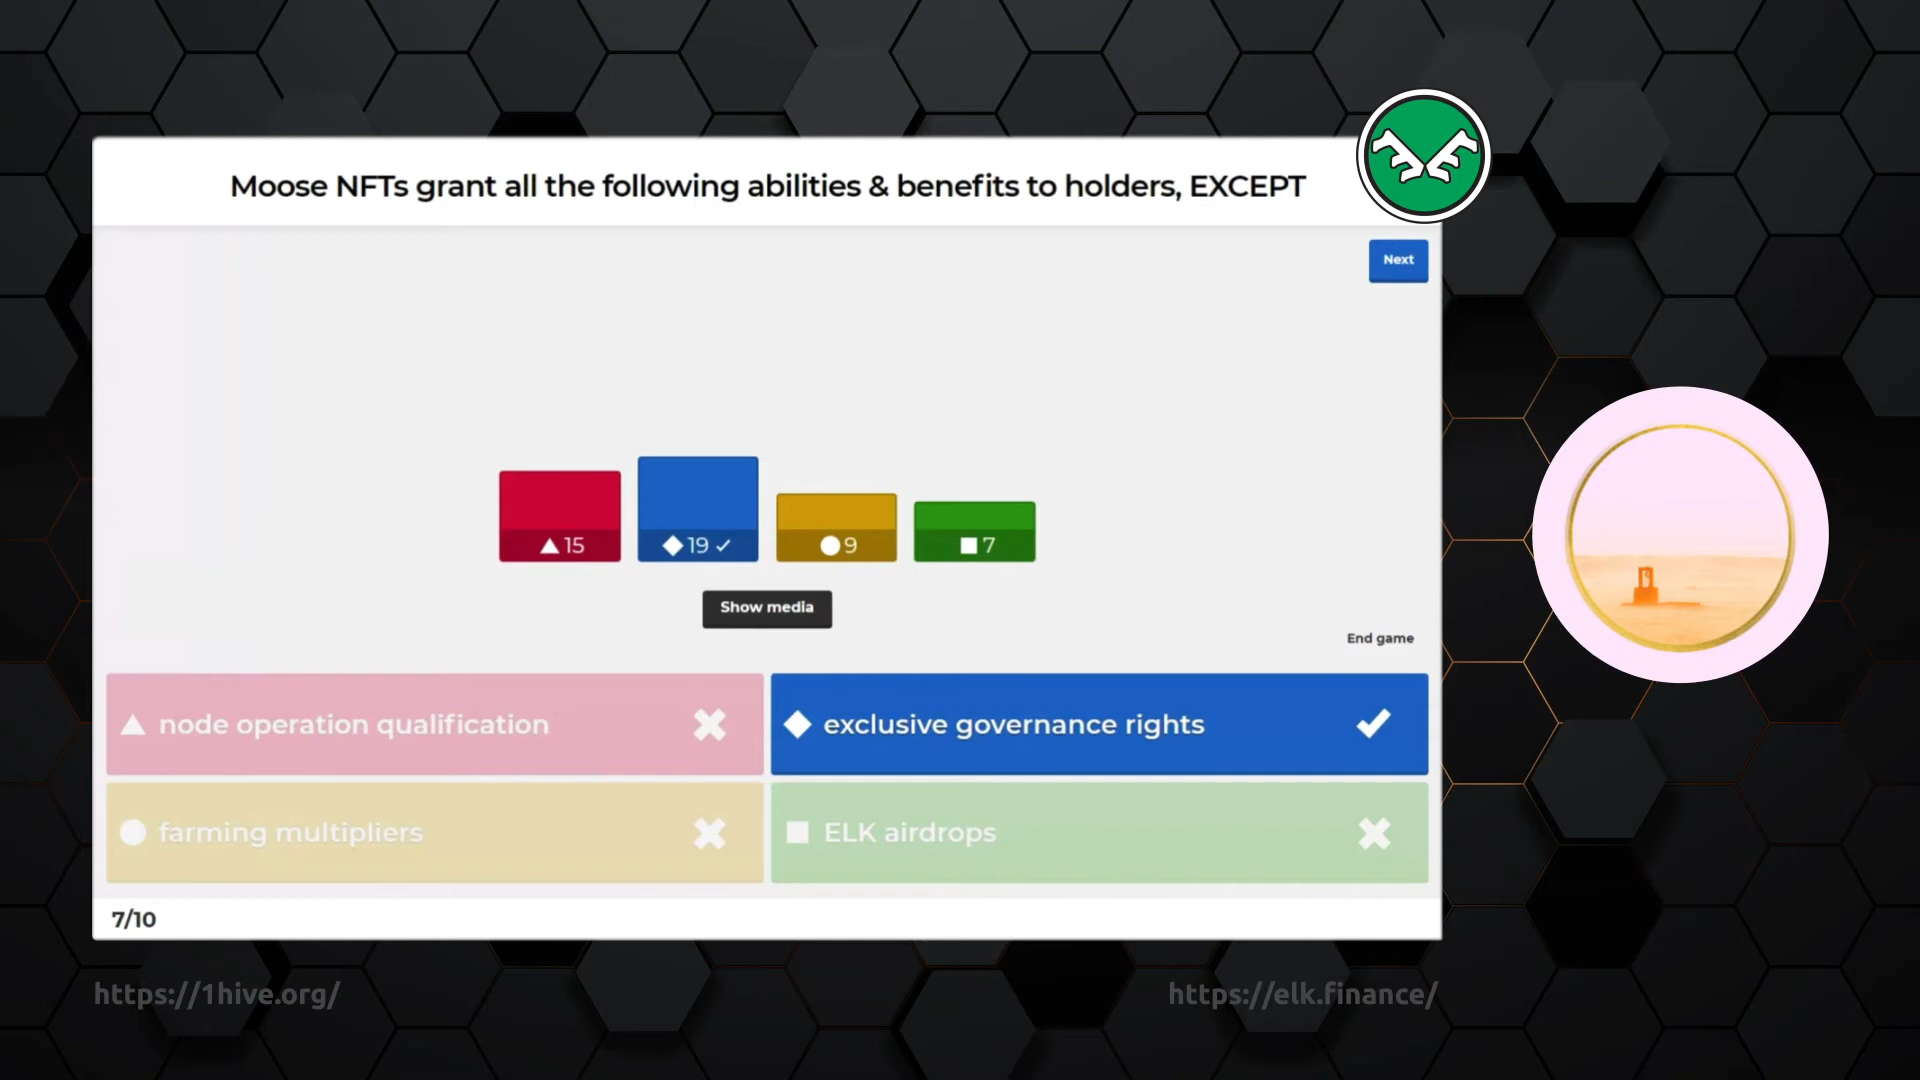 Moose NFTs grant all the following abilities & benefits to holders, EXCEPT
Next
15
19
9
7
Show media
End game
node operation qualification
exclusive governance rights
farming multipliers
ELK airdrops
7/10
https://1hive.org/
https://elk.finance/